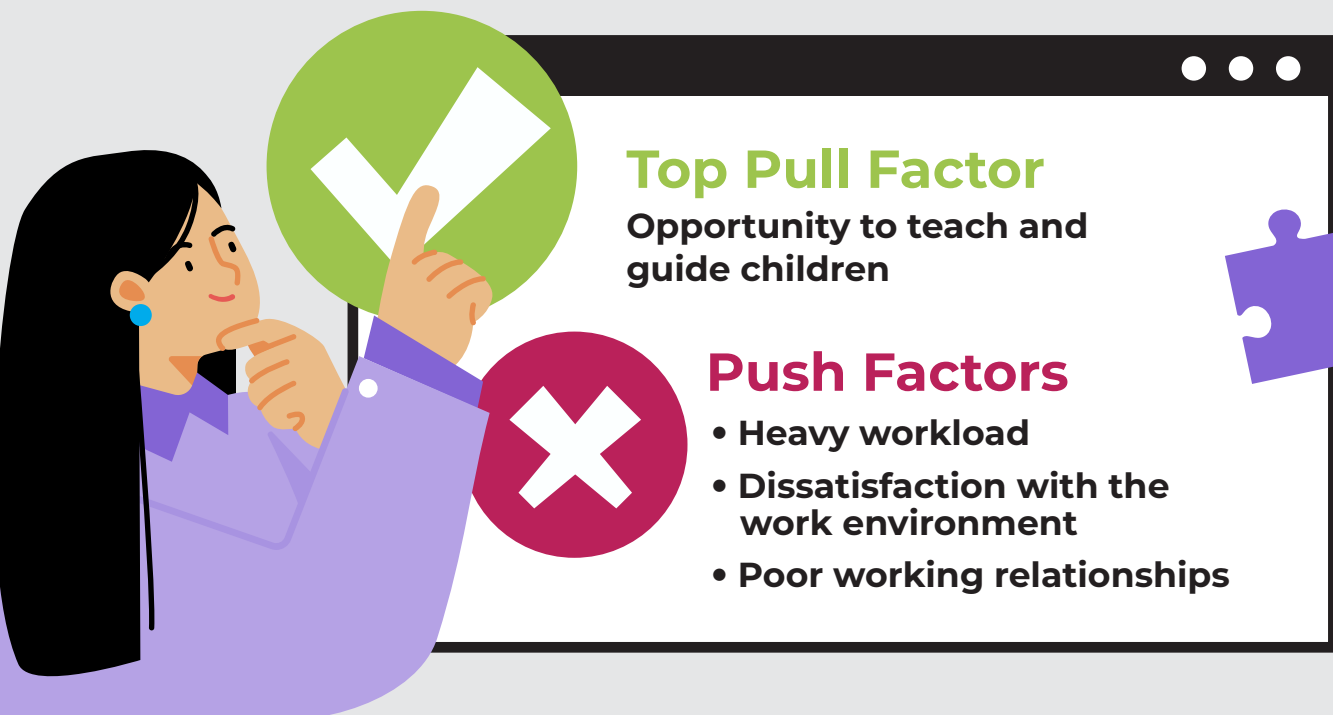 Top Pull Factor
Opportunity to teach and
guide children
Push Factors
• Heavy workload
• Dissatisfaction with the
work environment
• Poor working relationships